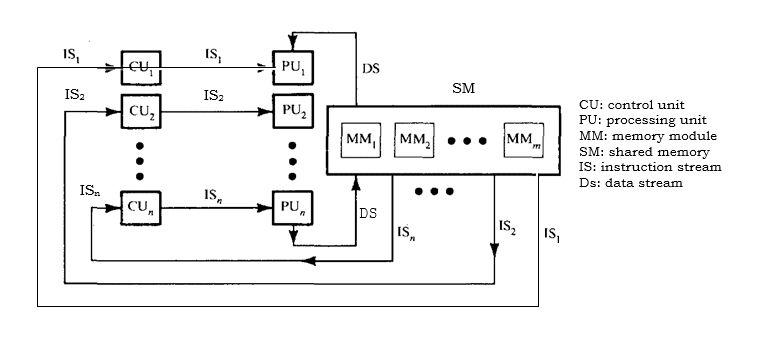 IS₁ IS₁
CU₁ PU₁ DS
IS₂ IS₂ SM
CU₂ PU₂
MM₁ MM₂ ● ● ● MMₘ
ISₙ ISₙ
CUₙ PUₙ DS
ISₙ IS₂ IS₁
CU: control unit
PU: processing unit
MM: memory module
SM: shared memory
IS: instruction stream
Ds: data stream